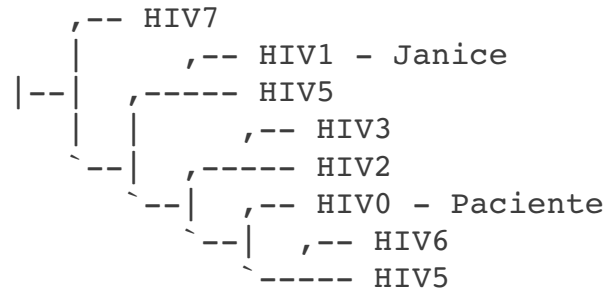 ,-- HIV7
| ,-- HIV1 - Janice
|--| ,----- HIV5
| | ,-- HIV3
`--| ,----- HIV2
`--| ,-- HIV0 - Paciente
`--| ,-- HIV6
`----- HIV5